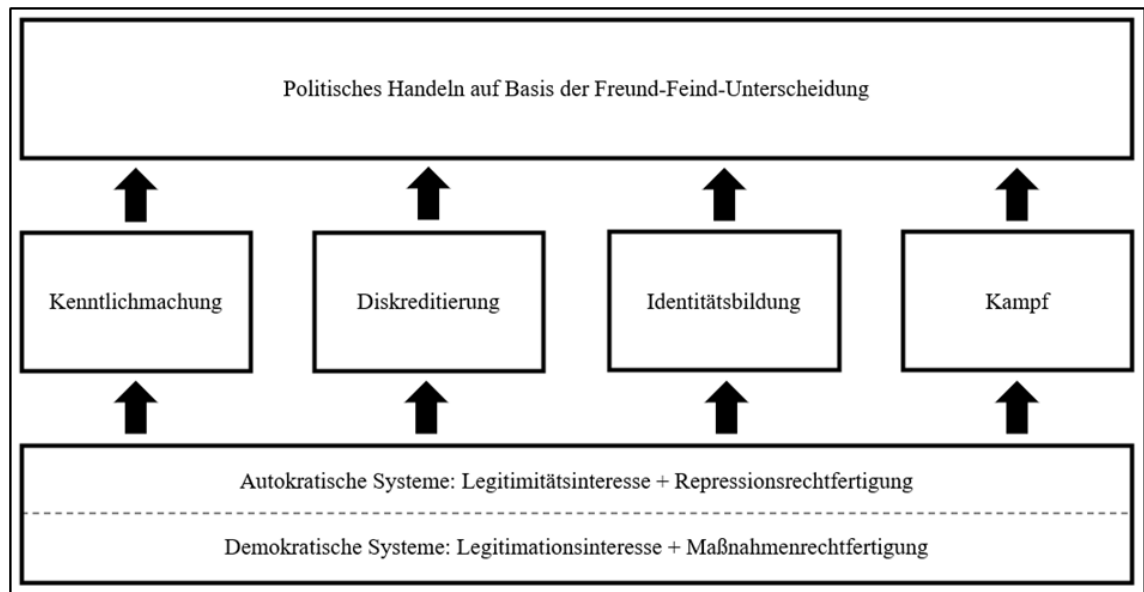 Politisches Handeln auf Basis der Freund-Feind-Unterscheidung
Kenntlichmachung
Diskreditierung
Identitätsbildung
Kampf
Autokratische Systeme: Legitimitätsinteresse + Repressionsrechtfertigung
Demokratische Systeme: Legitimationsinteresse + Maßnahmenrechtfertigung